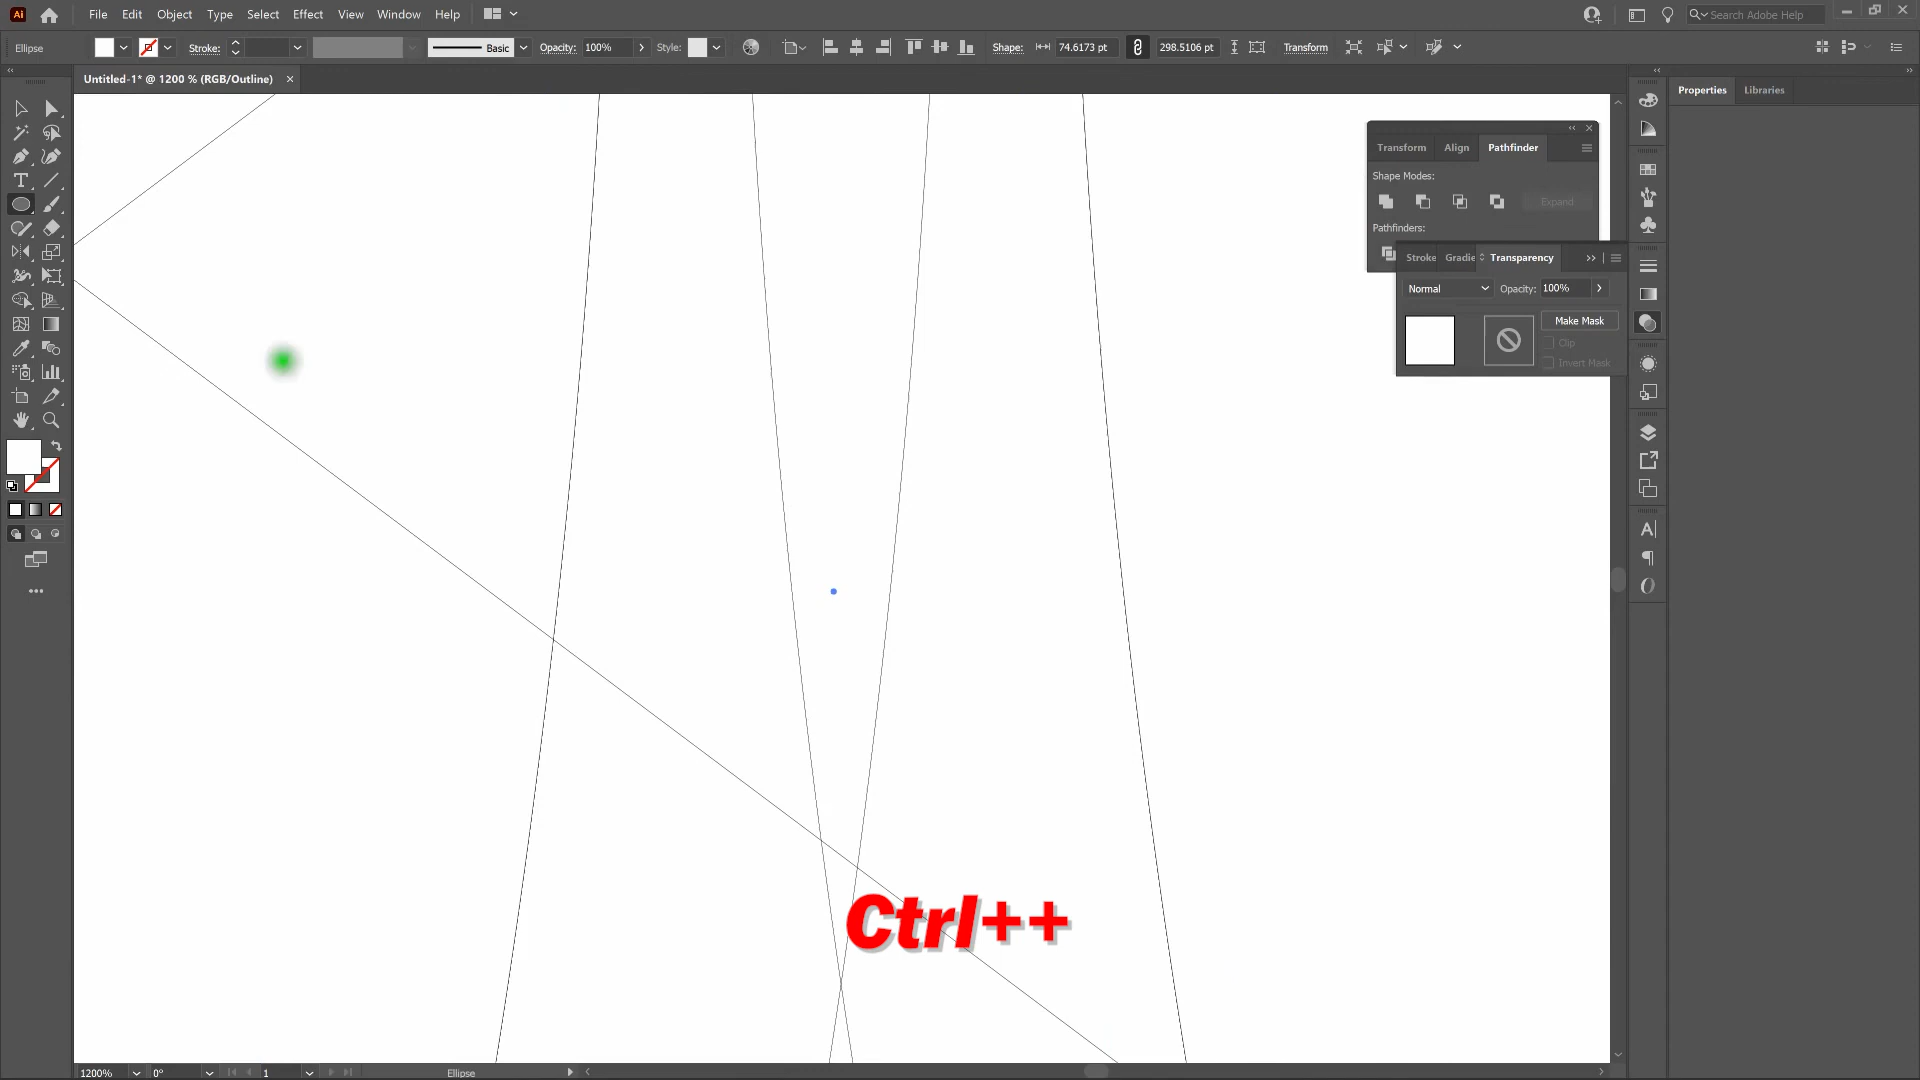 Ai File Edit Object Type Select Effect View Window Help Search Adobe Help
Ellipse Stroke: Basic Opacity: 100% Style: Shape: 74.6173 pt 298.5106 pt Transform
Untitled-1* @ 1200 % (RGB/Outline)
Properties Libraries
Transform Align Pathfinder
Shape Modes:
Expand
Pathfinders:
Stroke Gradie Transparency
Normal Opacity: 100%
Make Mask
Clip
Invert Mask
Ctrl++
1200% 0° 1 Ellipse